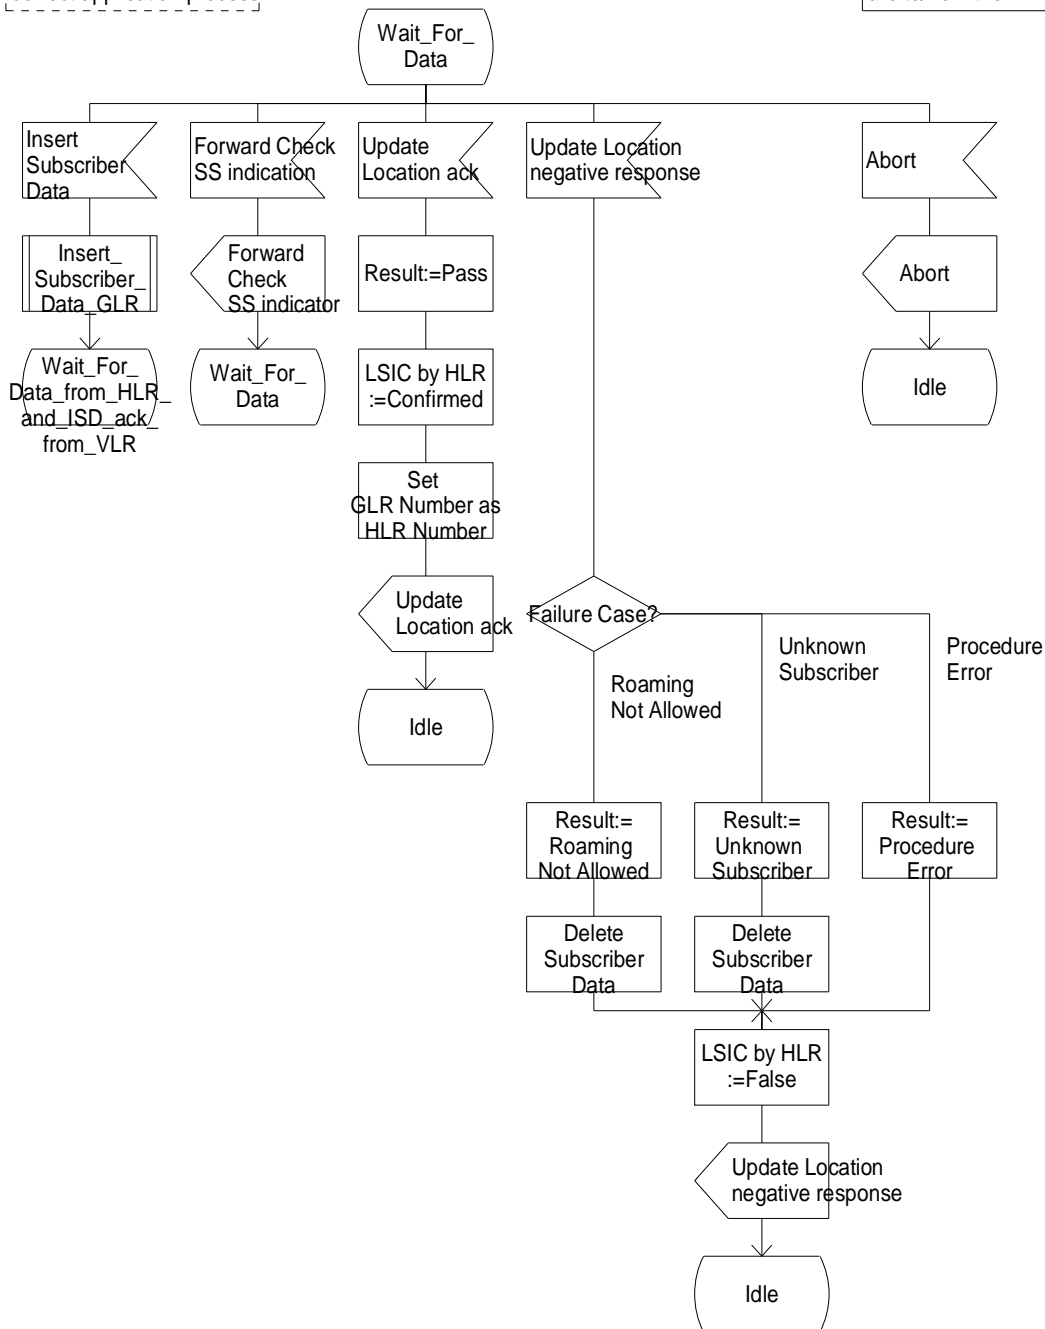 Wait_For_
Data
Insert
Subscriber
Data
Forward Check
SS indication
Update
Location ack
Update Location
negative response
Abort
Insert_
Subscriber_
Data_GLR
Forward
Check
SS indicator
Result:=Pass
Abort
Wait_For_
Data_from_HLR_
and_ISD_ack_
from_VLR
Wait_For_
Data
LSIC by HLR
:=Confirmed
Idle
Set
GLR Number as
HLR Number
Update
Location ack
Failure Case?
Unknown
Subscriber
Procedure
Error
Roaming
Not Allowed
Idle
Result:=
Roaming
Not Allowed
Result:=
Unknown
Subscriber
Result:=
Procedure
Error
Delete
Subscriber
Data
Delete
Subscriber
Data
LSIC by HLR
:=False
Update Location
negative response
Idle